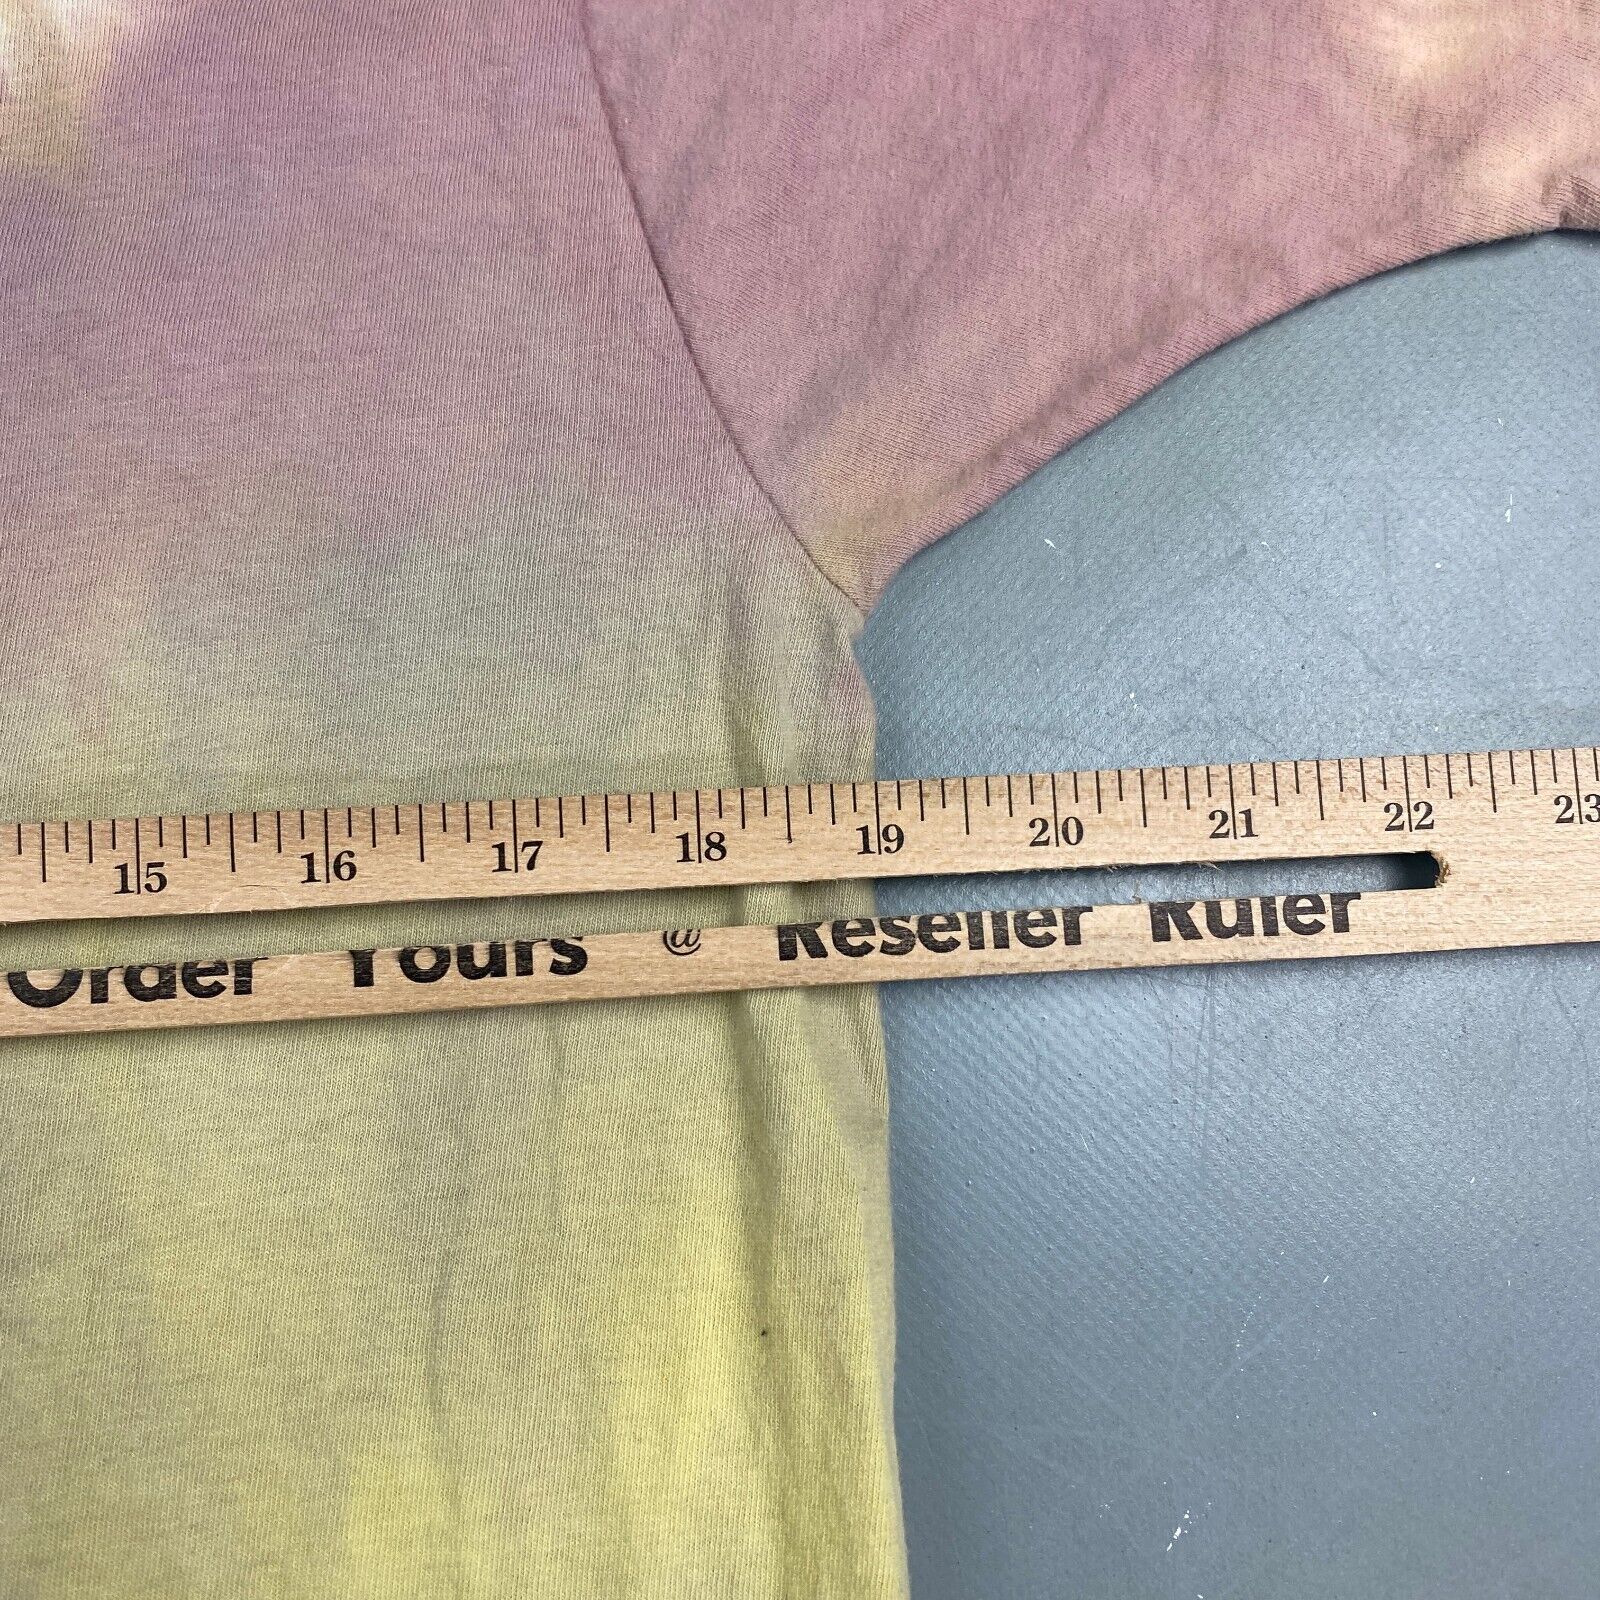 15 16 17 18 19 20 21 22 23
Order Yours @ Reseller Ruler